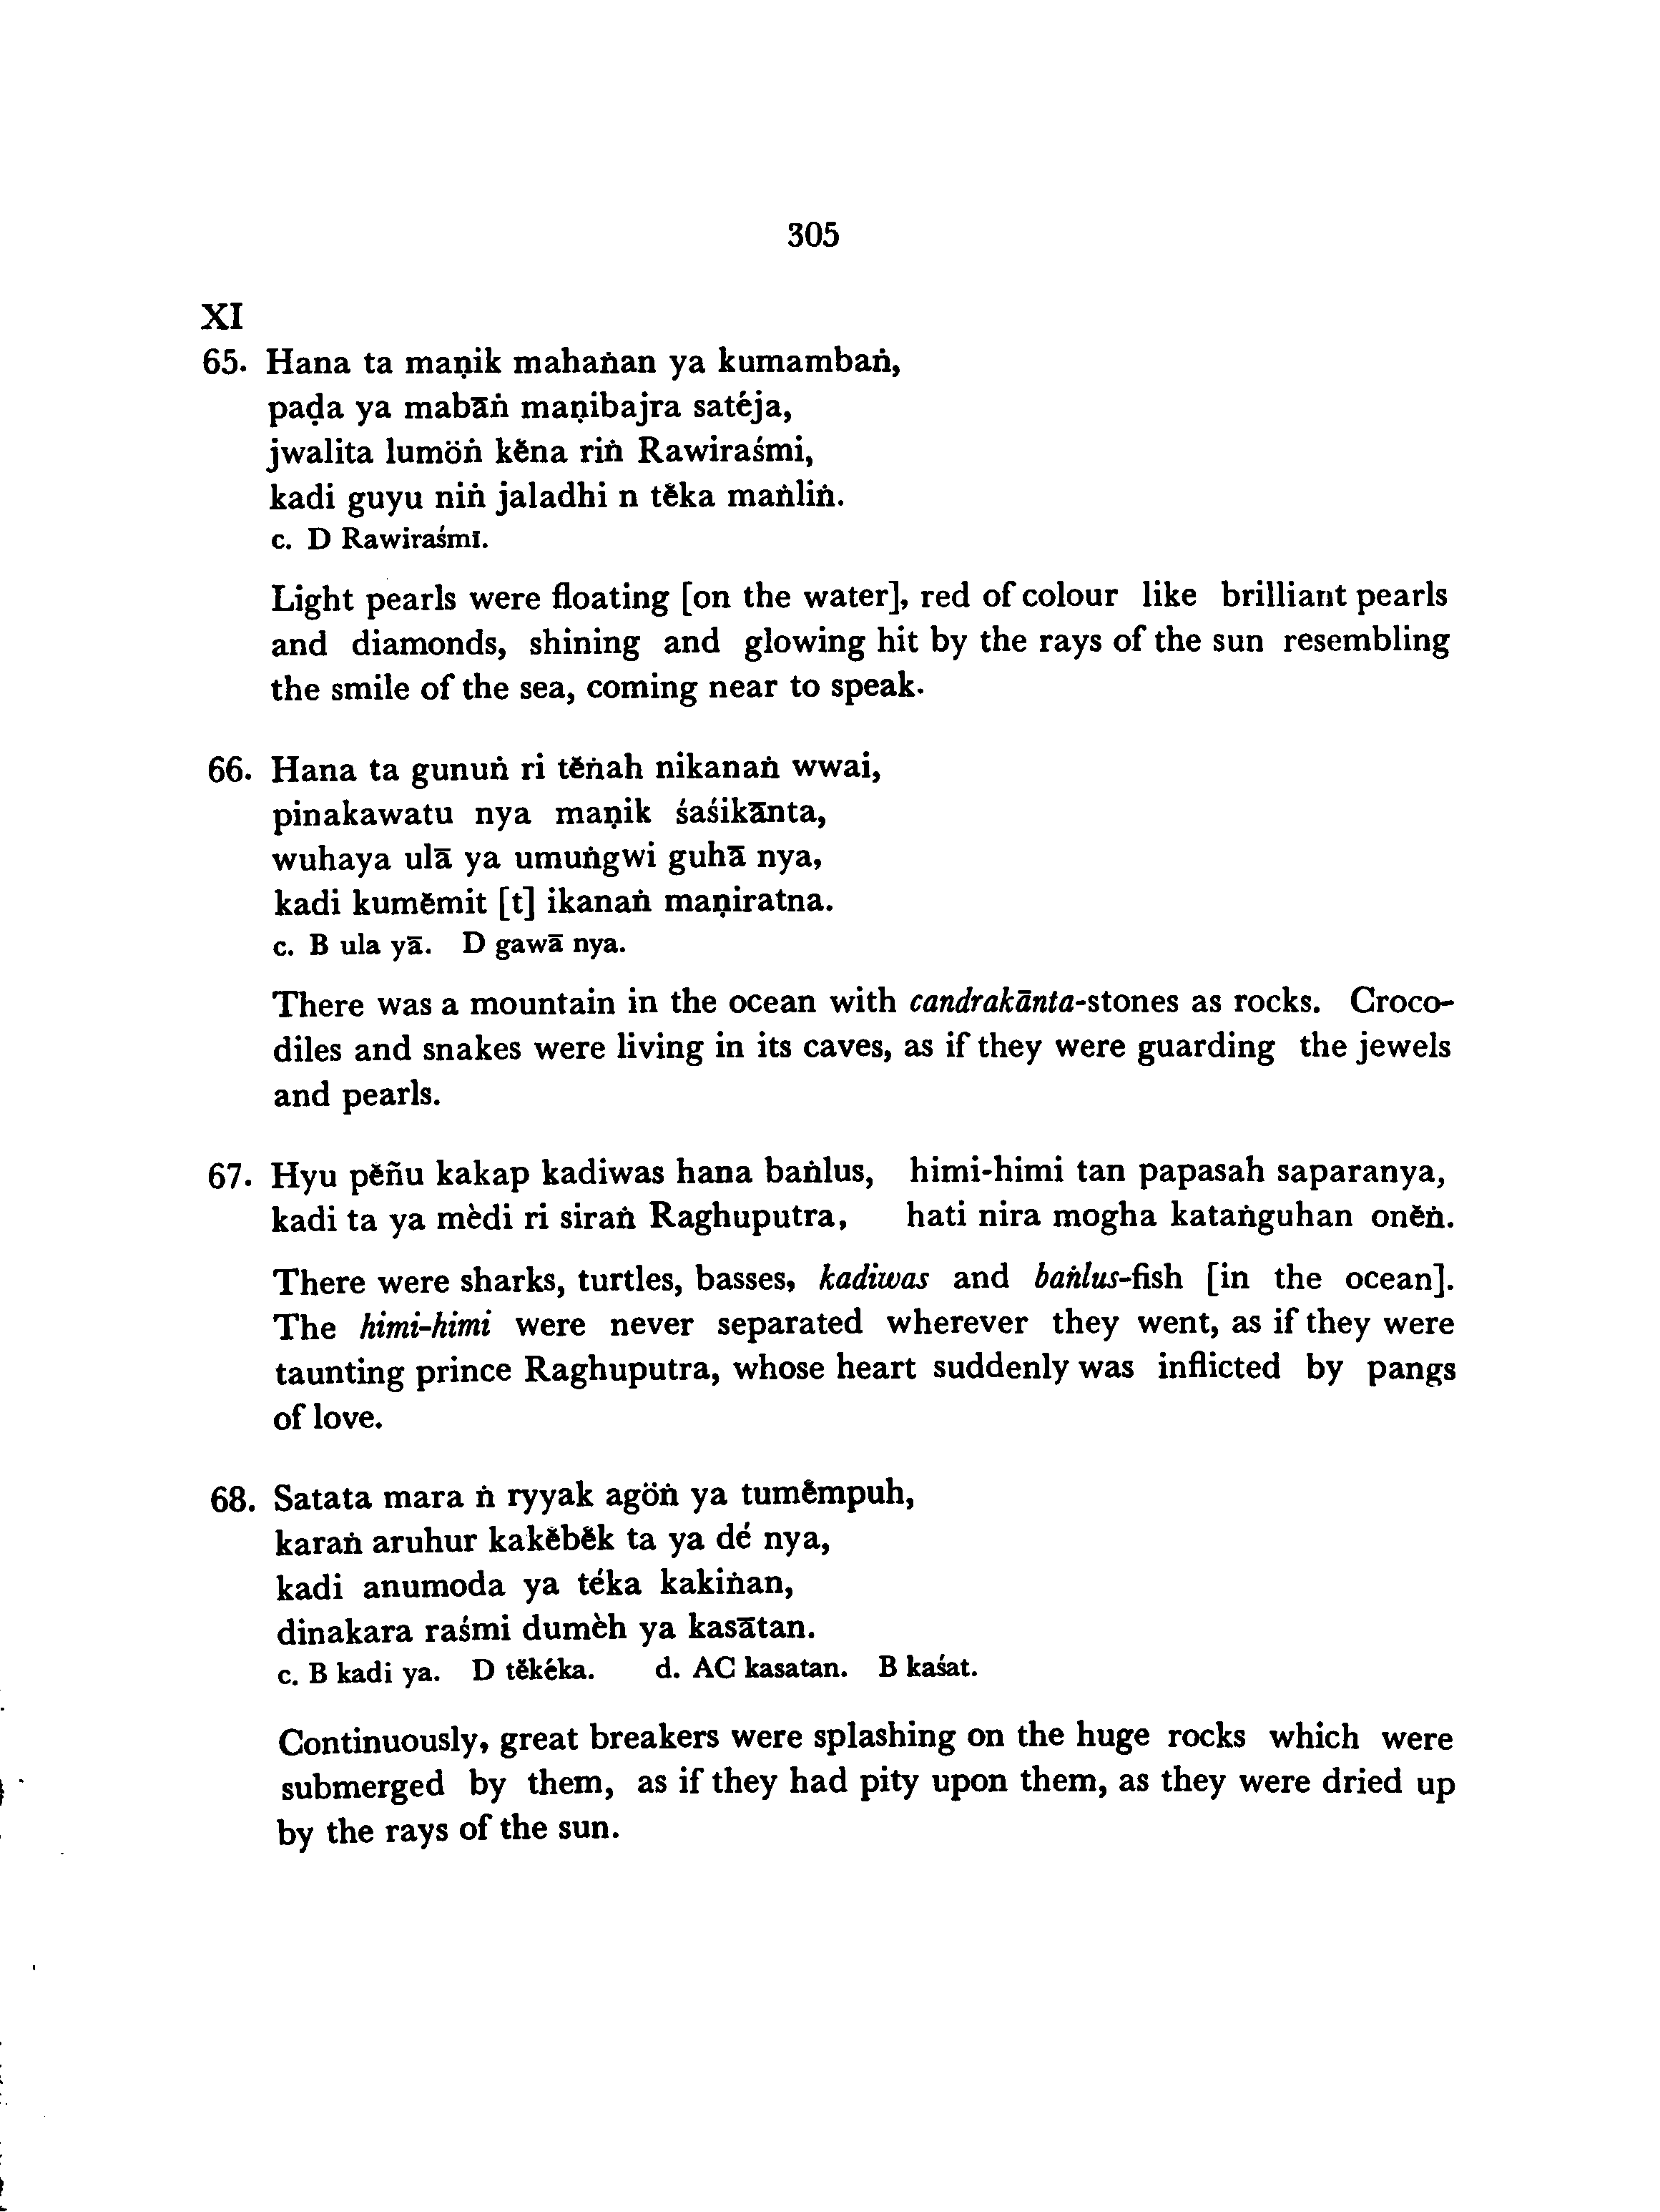 305
XI
65. Hana ta maṇik mahaṅan ya kumambaṅ,
paḍa ya mabāṅ maṇibajra satéja,
jwalita lumöṅ kĕna riṅ Rawiraśmi,
kadi guyu niṅ jaladhi n tĕka maṅliṅ.
c. D Rawiraśmī.
Light pearls were floating [on the water], red of colour like brilliant pearls
and diamonds, shining and glowing hit by the rays of the sun resembling
the smile of the sea, coming near to speak.
66. Hana ta gunuṅ ri tĕṅah nikanaṅ wwai,
pinakawatu nya maṇik śaśikānta,
wuhaya ulā ya umuṅgwi guhā nya,
kadi kumĕmit [t] ikanaṅ maṇiratna.
c. B ula yā. D gawā nya.
There was a mountain in the ocean with candrakānta-stones as rocks. Croco-
diles and snakes were living in its caves, as if they were guarding the jewels
and pearls.
67. Hyu pĕñu kakap kadiwas hana baṅlus, himi-himi tan papasah saparanya,
kadi ta ya mèdi ri siraṅ Raghuputra, hati nira mogha kataṅguhan onĕṅ.
There were sharks, turtles, basses, kadiwas and baṅlus-fish [in the ocean].
The himi-himi were never separated wherever they went, as if they were
taunting prince Raghuputra, whose heart suddenly was inflicted by pangs
of love.
68. Satata mara ṅ ryyak agöṅ ya tumĕmpuh,
karaṅ aruhur kakĕbĕk ta ya dé nya,
kadi anumoda ya téka kakiṅan,
dinakara raśmi dumèh ya kasātan.
c. B kadi ya. D tĕkéka. d. AC kasatan. B kaśat.
Continuously, great breakers were splashing on the huge rocks which were
submerged by them, as if they had pity upon them, as they were dried up
by the rays of the sun.